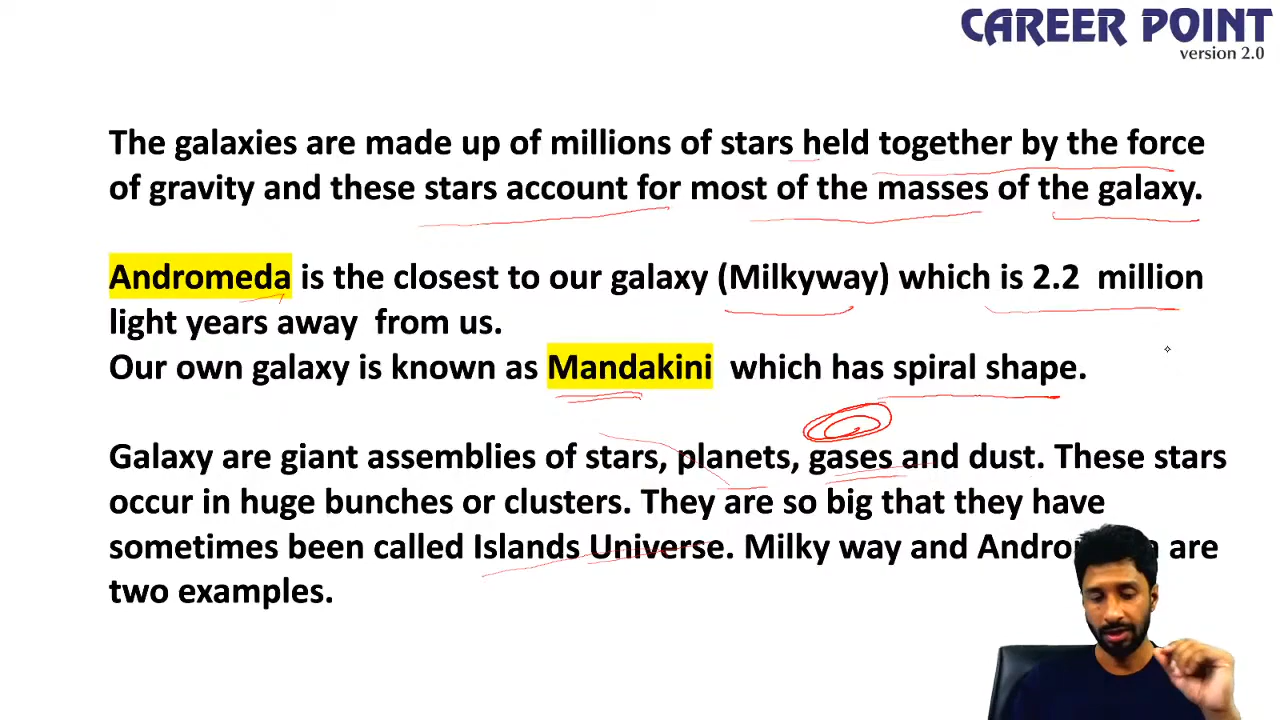 CAREER POINT
version 2.0
The galaxies are made up of millions of stars held together by the force
of gravity and these stars account for most of the masses of the galaxy.
Andromeda is the closest to our galaxy (Milkyway) which is 2.2 million
light years away from us.
Our own galaxy is known as Mandakini which has spiral shape.
Galaxy are giant assemblies of stars, planets, gases and dust. These stars
occur in huge bunches or clusters. They are so big that they have
sometimes been called Islands Universe. Milky way and are
two examples.